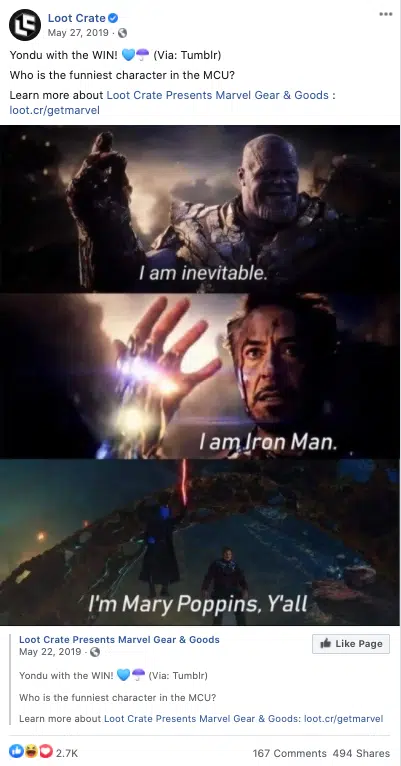 Loot Crate
May 27, 2019 ·
Yondu with the WIN! 💙☂️ (Via: Tumblr)
Who is the funniest character in the MCU?
Learn more about Loot Crate Presents Marvel Gear & Goods :
loot.cr/getmarvel
I am inevitable.
I am Iron Man.
I'm Mary Poppins, Y'all
Loot Crate Presents Marvel Gear & Goods
May 22, 2019 ·
Like Page
Yondu with the WIN! 💙☂️ (Via: Tumblr)
Who is the funniest character in the MCU?
Learn more about Loot Crate Presents Marvel Gear & Goods: loot.cr/getmarvel
2.7K
167 Comments 494 Shares